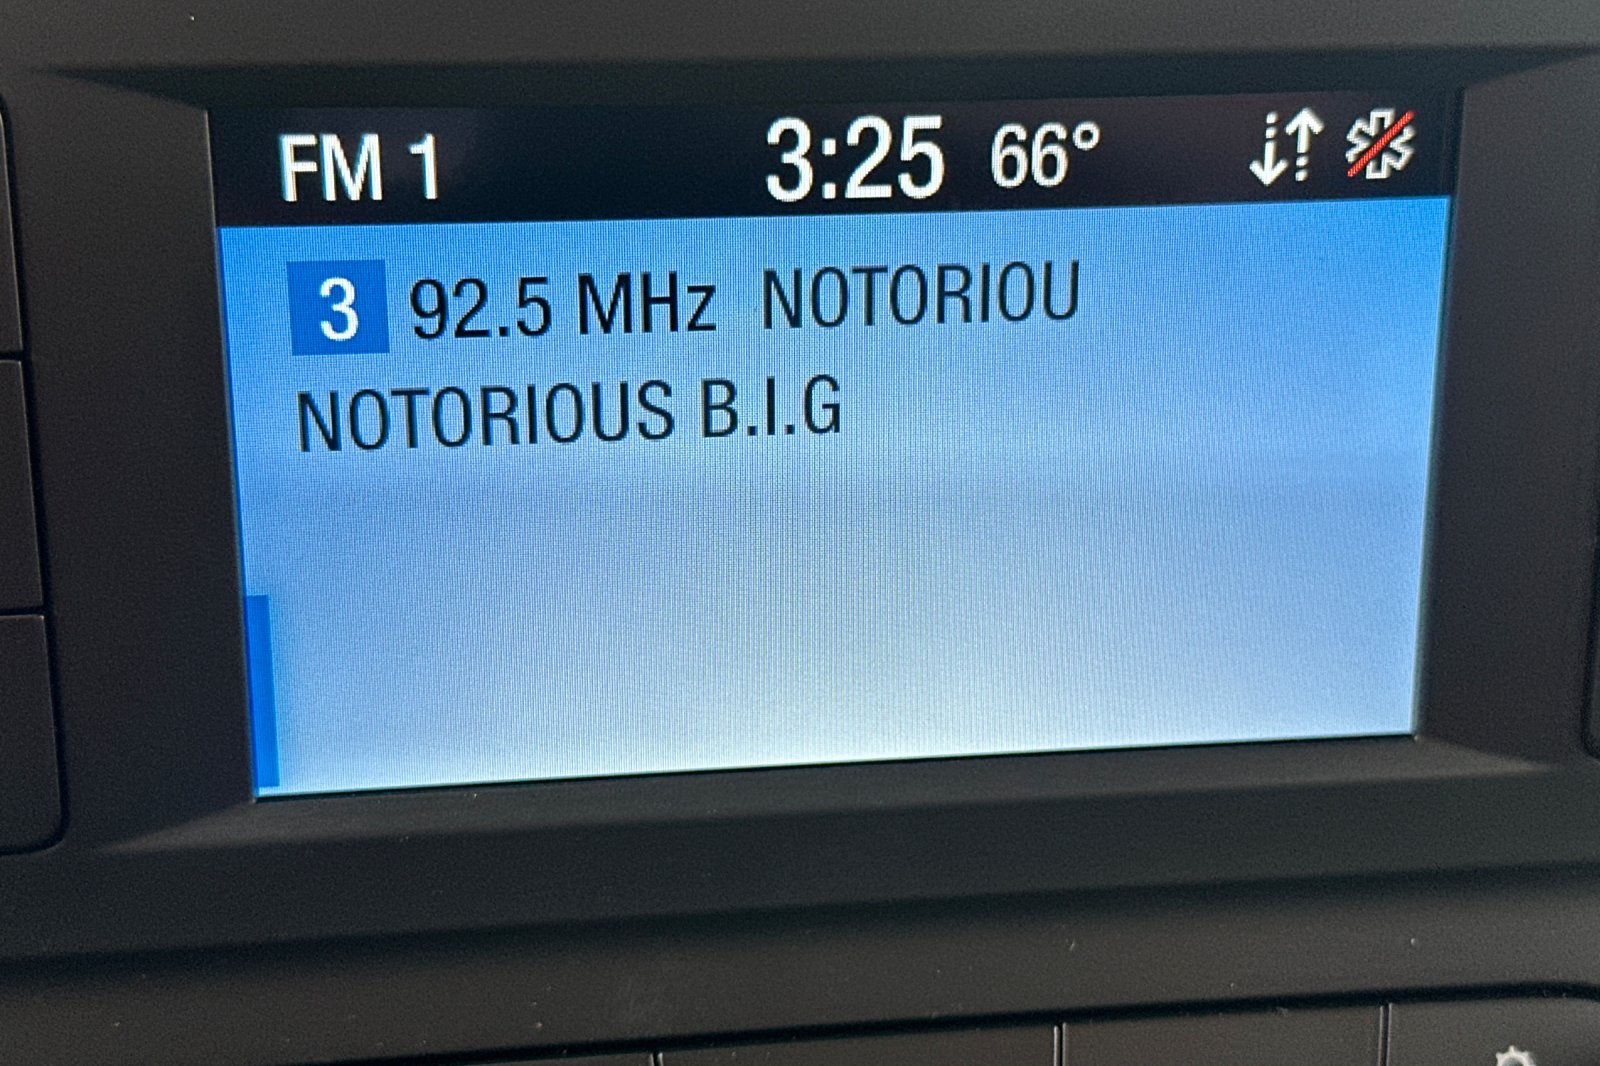 FM 1 3:25 66°
3 92.5 MHz NOTORIOU
NOTORIOUS B.I.G